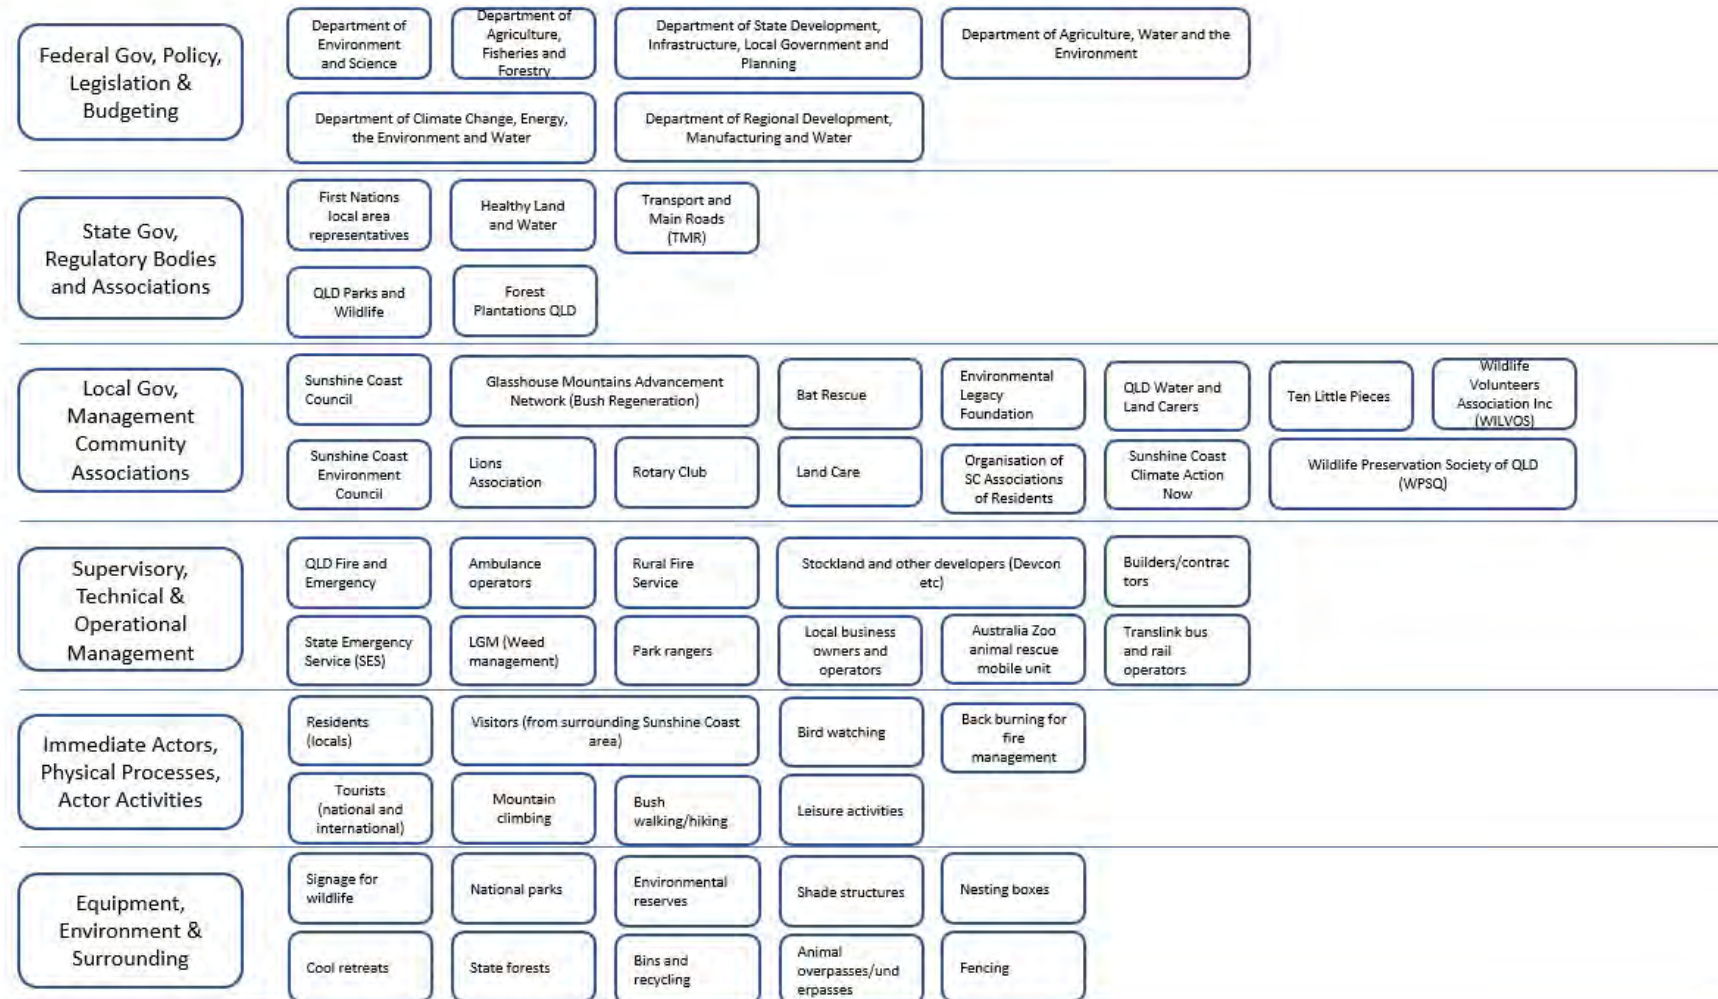 Federal Gov, Policy,
Legislation &
Budgeting
Department of
Environment
and Science
Department of
Agriculture,
Fisheries and
Forestry
Department of State Development,
Infrastructure, Local Government and
Planning
Department of Agriculture, Water and the
Environment
Department of Climate Change, Energy,
the Environment and Water
Department of Regional Development,
Manufacturing and Water
State Gov,
Regulatory Bodies
and Associations
First Nations
local area
representatives
Healthy Land
and Water
Transport and
Main Roads
(TMR)
QLD Parks and
Wildlife
Forest
Plantations QLD
Local Gov,
Management
Community
Associations
Sunshine Coast
Council
Glasshouse Mountains Advancement
Network (Bush Regeneration)
Bat Rescue
Environmental
Legacy
Foundation
QLD Water and
Land Carers
Ten Little Pieces
Wildlife
Volunteers
Association Inc
(WILVOS)
Sunshine Coast
Environment
Council
Lions
Association
Rotary Club
Land Care
Organisation of
SC Associations
of Residents
Sunshine Coast
Climate Action
Now
Wildlife Preservation Society of QLD
(WPSQ)
Supervisory,
Technical &
Operational
Management
QLD Fire and
Emergency
Ambulance
operators
Rural Fire
Service
Stockland and other developers (Devcon
etc)
Builders/contrac
tors
State Emergency
Service (SES)
LGM (Weed
management)
Park rangers
Local business
owners and
operators
Australia Zoo
animal rescue
mobile unit
Translink bus
and rail
operators
Immediate Actors,
Physical Processes,
Actor Activities
Residents
(locals)
Visitors (from surrounding Sunshine Coast
area)
Bird watching
Back burning for
fire
management
Tourists
(national and
international)
Mountain
climbing
Bush
walking/hiking
Leisure activities
Equipment,
Environment &
Surrounding
Signage for
wildlife
National parks
Environmental
reserves
Shade structures
Nesting boxes
Cool retreats
State forests
Bins and
recycling
Animal
overpasses/und
erpasses
Fencing